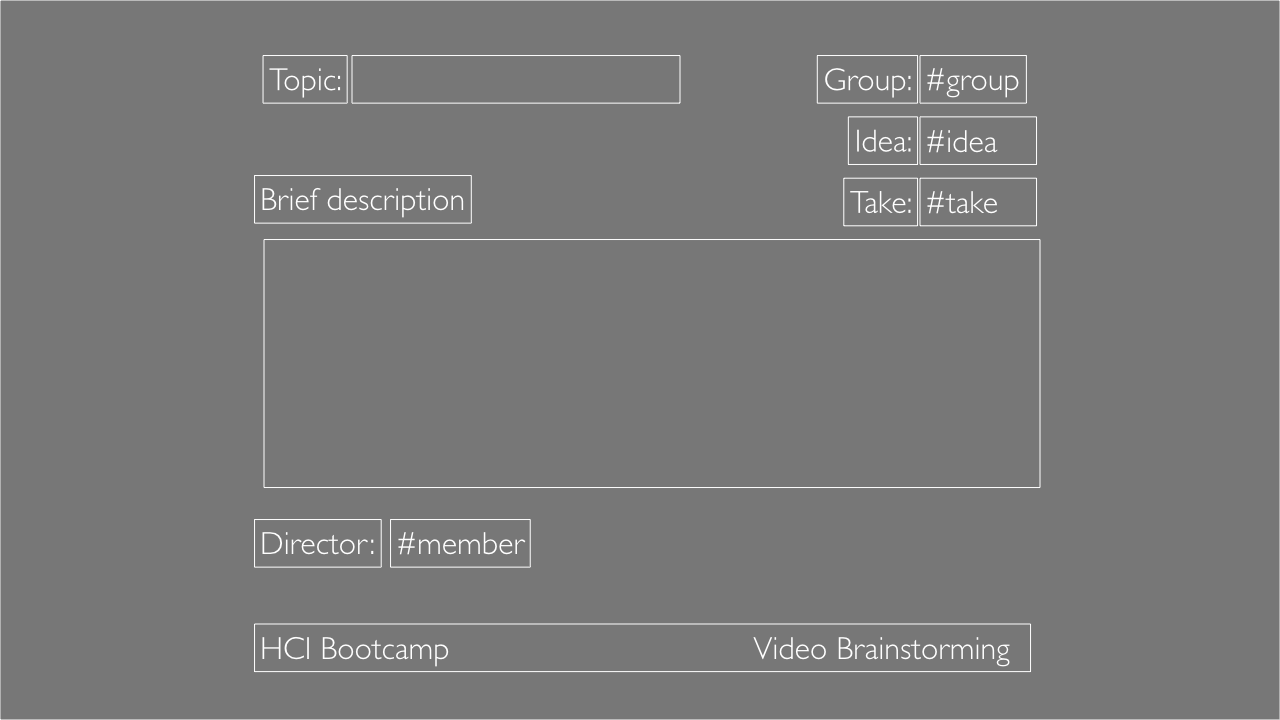 Topic:
Group: #group
Idea: #idea
Brief description
Take: #take
Director: #member
HCI Bootcamp Video Brainstorming